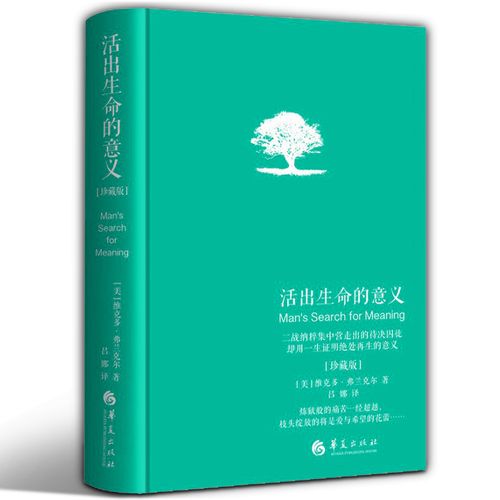 活出生命的意义
[珍藏版]
Man's
Search for
Meaning
[美]维克多·弗兰克尔 著
吕娜 译
华夏出版社
活出生命的意义
Man's Search for Meaning
二战纳粹集中营走出的待决囚徒
却用一生证明绝处再生的意义
[珍藏版]
[美]维克多·弗兰克尔 著
吕娜 译
炼狱般的痛苦一经超越，
枝头绽放的将是爱与希望的花蕾……
华夏出版社